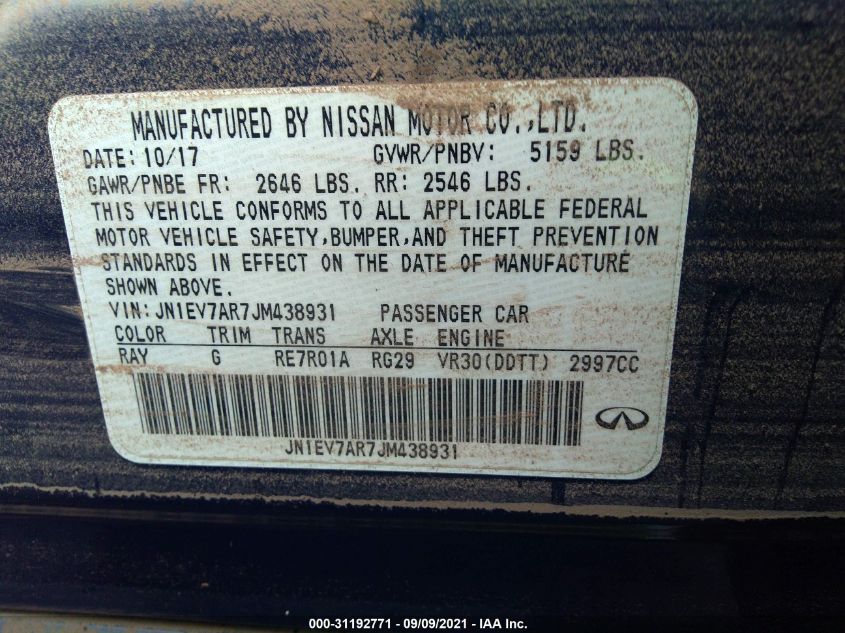 MANUFACTURED BY NISSAN MOTOR CO.,LTD.
DATE: 10/17 GVWR/PNBV: 5159 LBS.
GAWR/PNBE FR: 2646 LBS. RR: 2546 LBS.
THIS VEHICLE CONFORMS TO ALL APPLICABLE FEDERAL
MOTOR VEHICLE SAFETY,BUMPER,AND THEFT PREVENTION
STANDARDS IN EFFECT ON THE DATE OF MANUFACTURE
SHOWN ABOVE.
VIN: JN1EV7AR7JM438931 PASSENGER CAR
COLOR TRIM TRANS AXLE ENGINE
RAY G RE7R01A RG29 VR30(DDTT) 2997CC
JN1EV7AR7JM438931
000-31192771 - 09/09/2021 - IAA Inc.